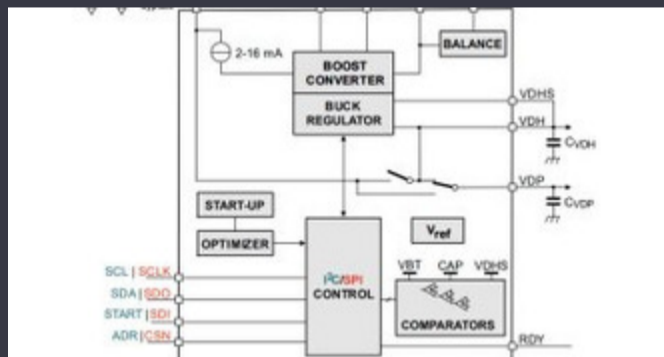 2-16 mA
BALANCE
BOOST
CONVERTER
BUCK
REGULATOR
VDHS
VDH
CVDH
VDP
CVDP
START-UP
OPTIMIZER
Vref
SCL | SCLK
SDA | SDO
START | SDI
ADR | CSN
I²C/SPI
CONTROL
VBT CAP VDHS
COMPARATORS
RDY